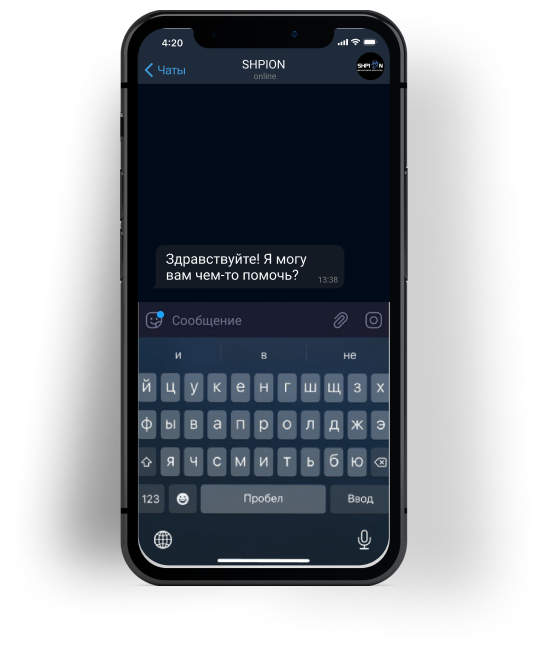 4:20
Чаты
SHPION
online
SHPION
Здравствуйте! Я могу
вам чем-то помочь?
13:38
Сообщение
и в не
й ц у к е н г ш щ з х
ф ы в а п р о л д ж э
я ч с м и т ь б ю
123 Пробел Ввод